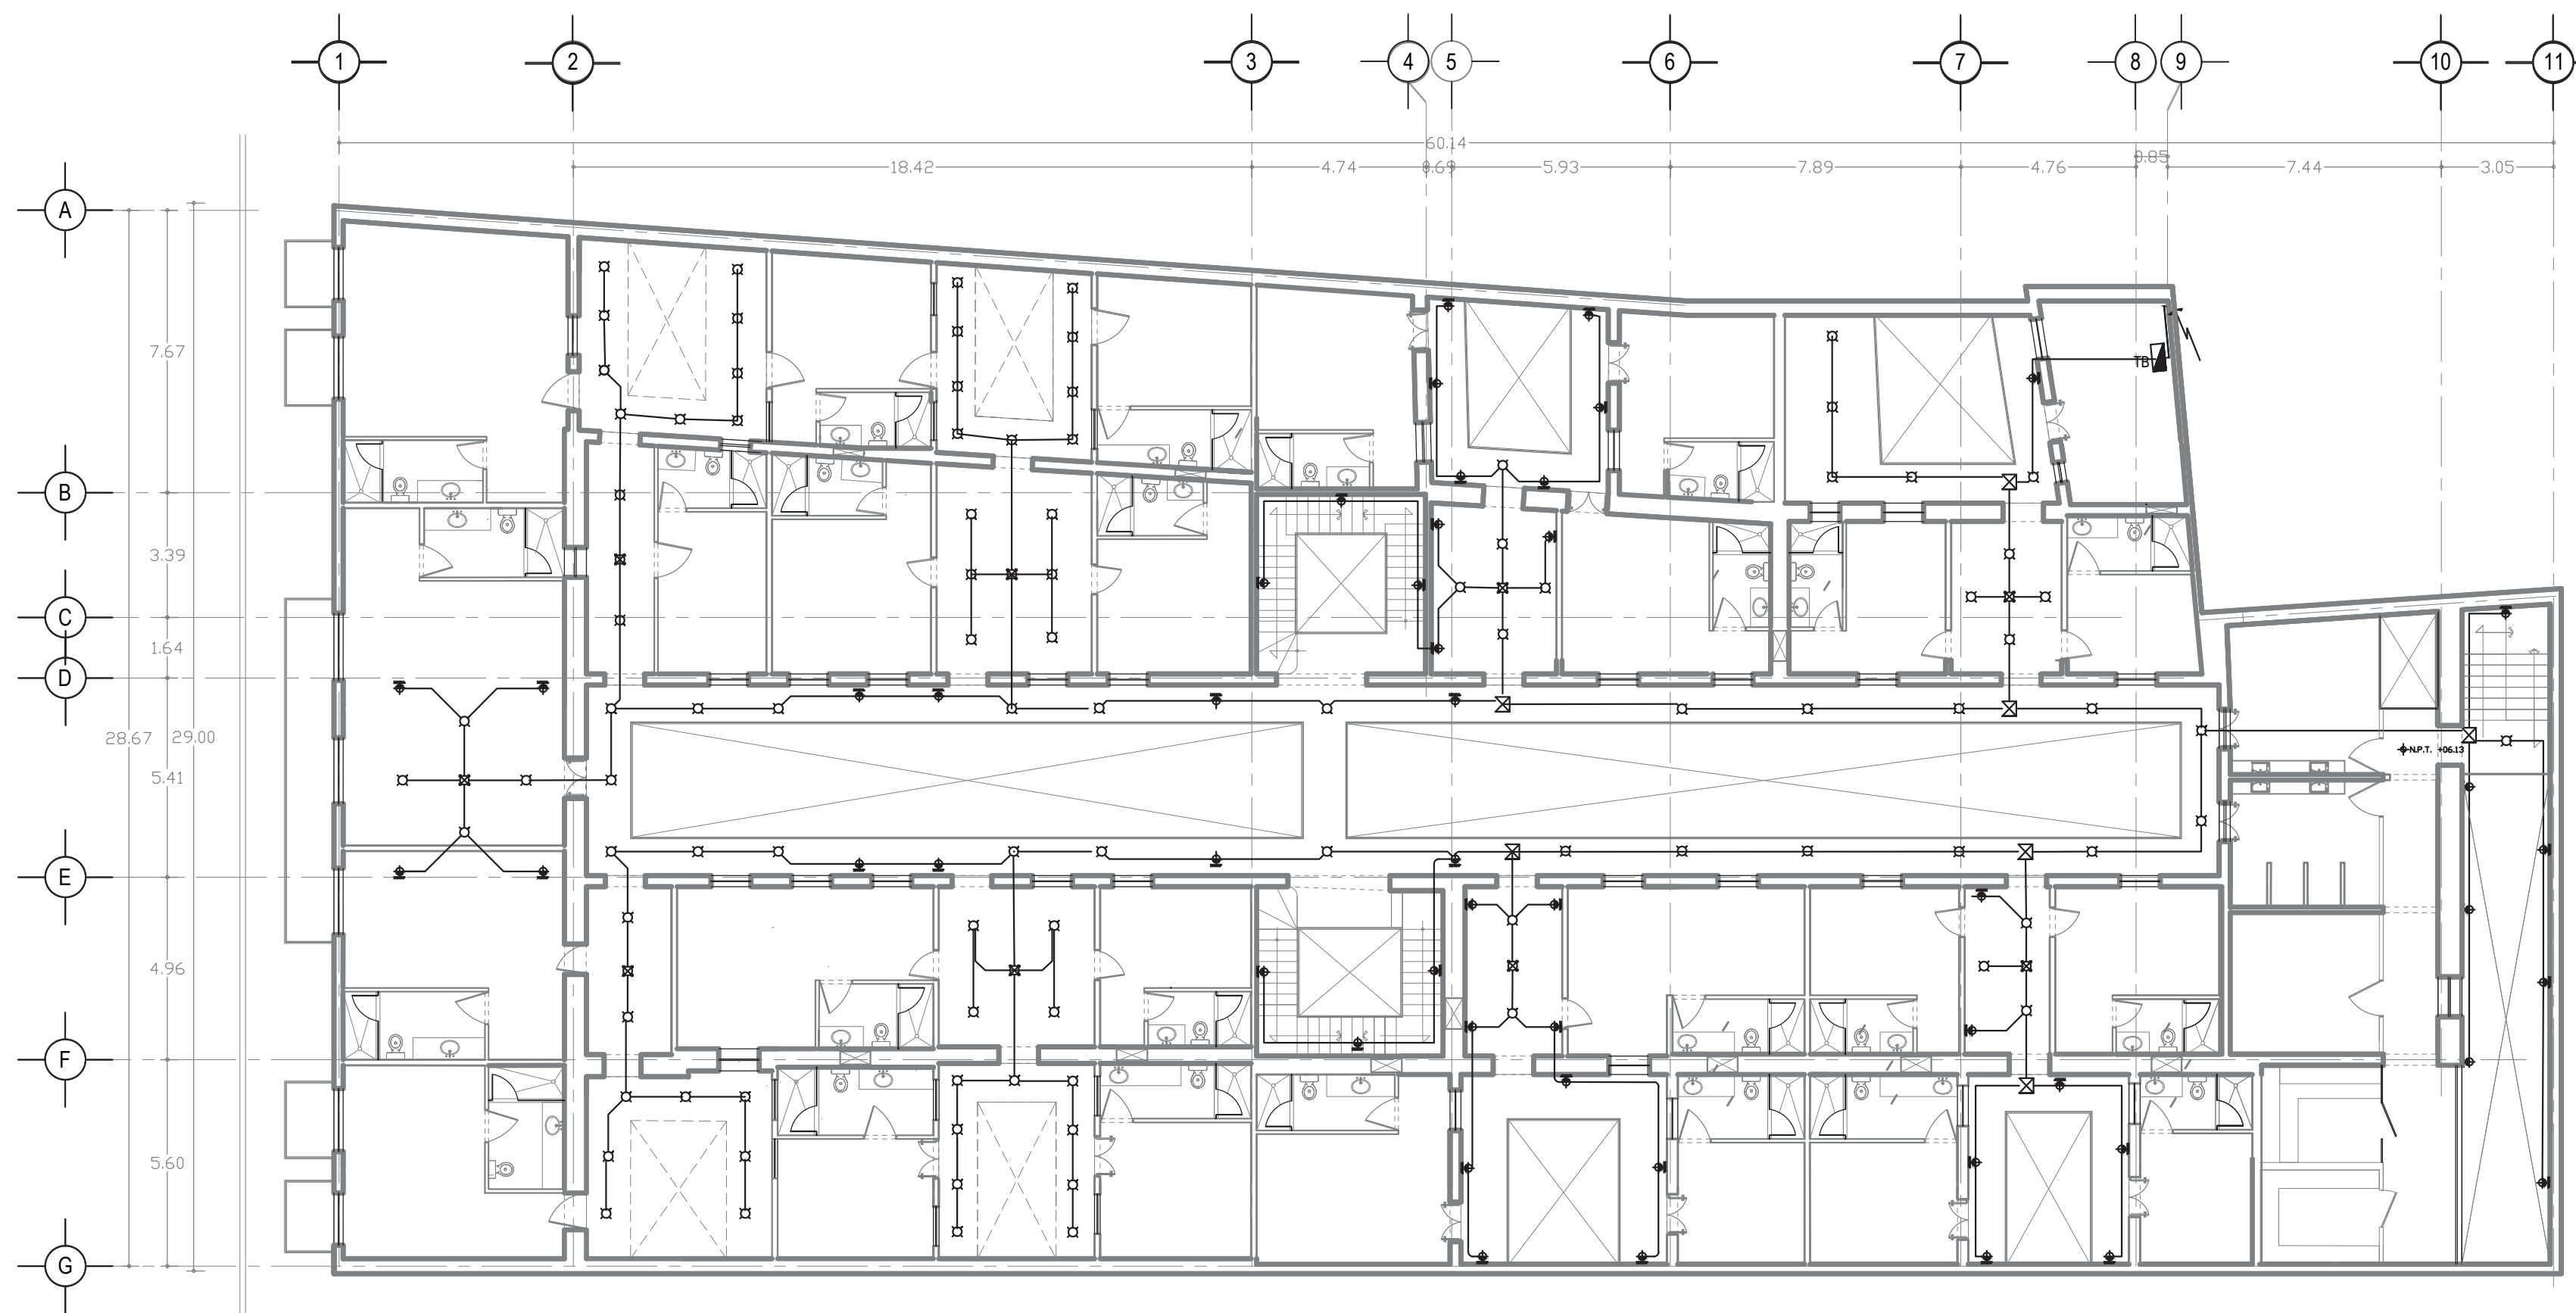 1 2 3 4 5 6 7 8 9 10 11
60.14
18.42 4.74 0.69 5.93 7.89 4.76 0.85 7.44 3.05
A
7.67
TB
B
3.39
C
1.64
D
28.67 29.00
N.P.T. +06.13
5.41
E
4.96
F
5.60
G